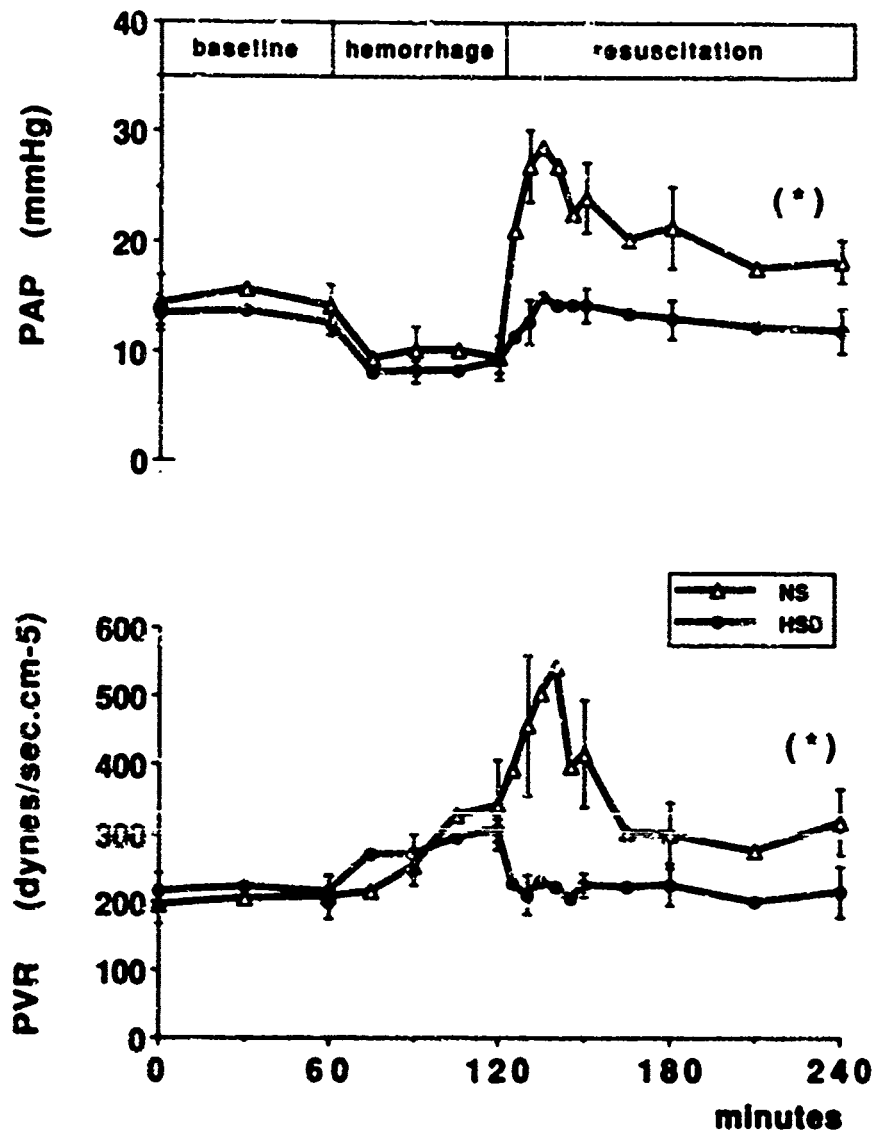 40
baseline hemorrhage resuscitation
30
20
10
0
PAP (mmHg)
(*)
NS
HSD
600
500
400
300
200
100
0
PVR (dynes/sec.cm-5)
(*)
0 60 120 180 240
minutes